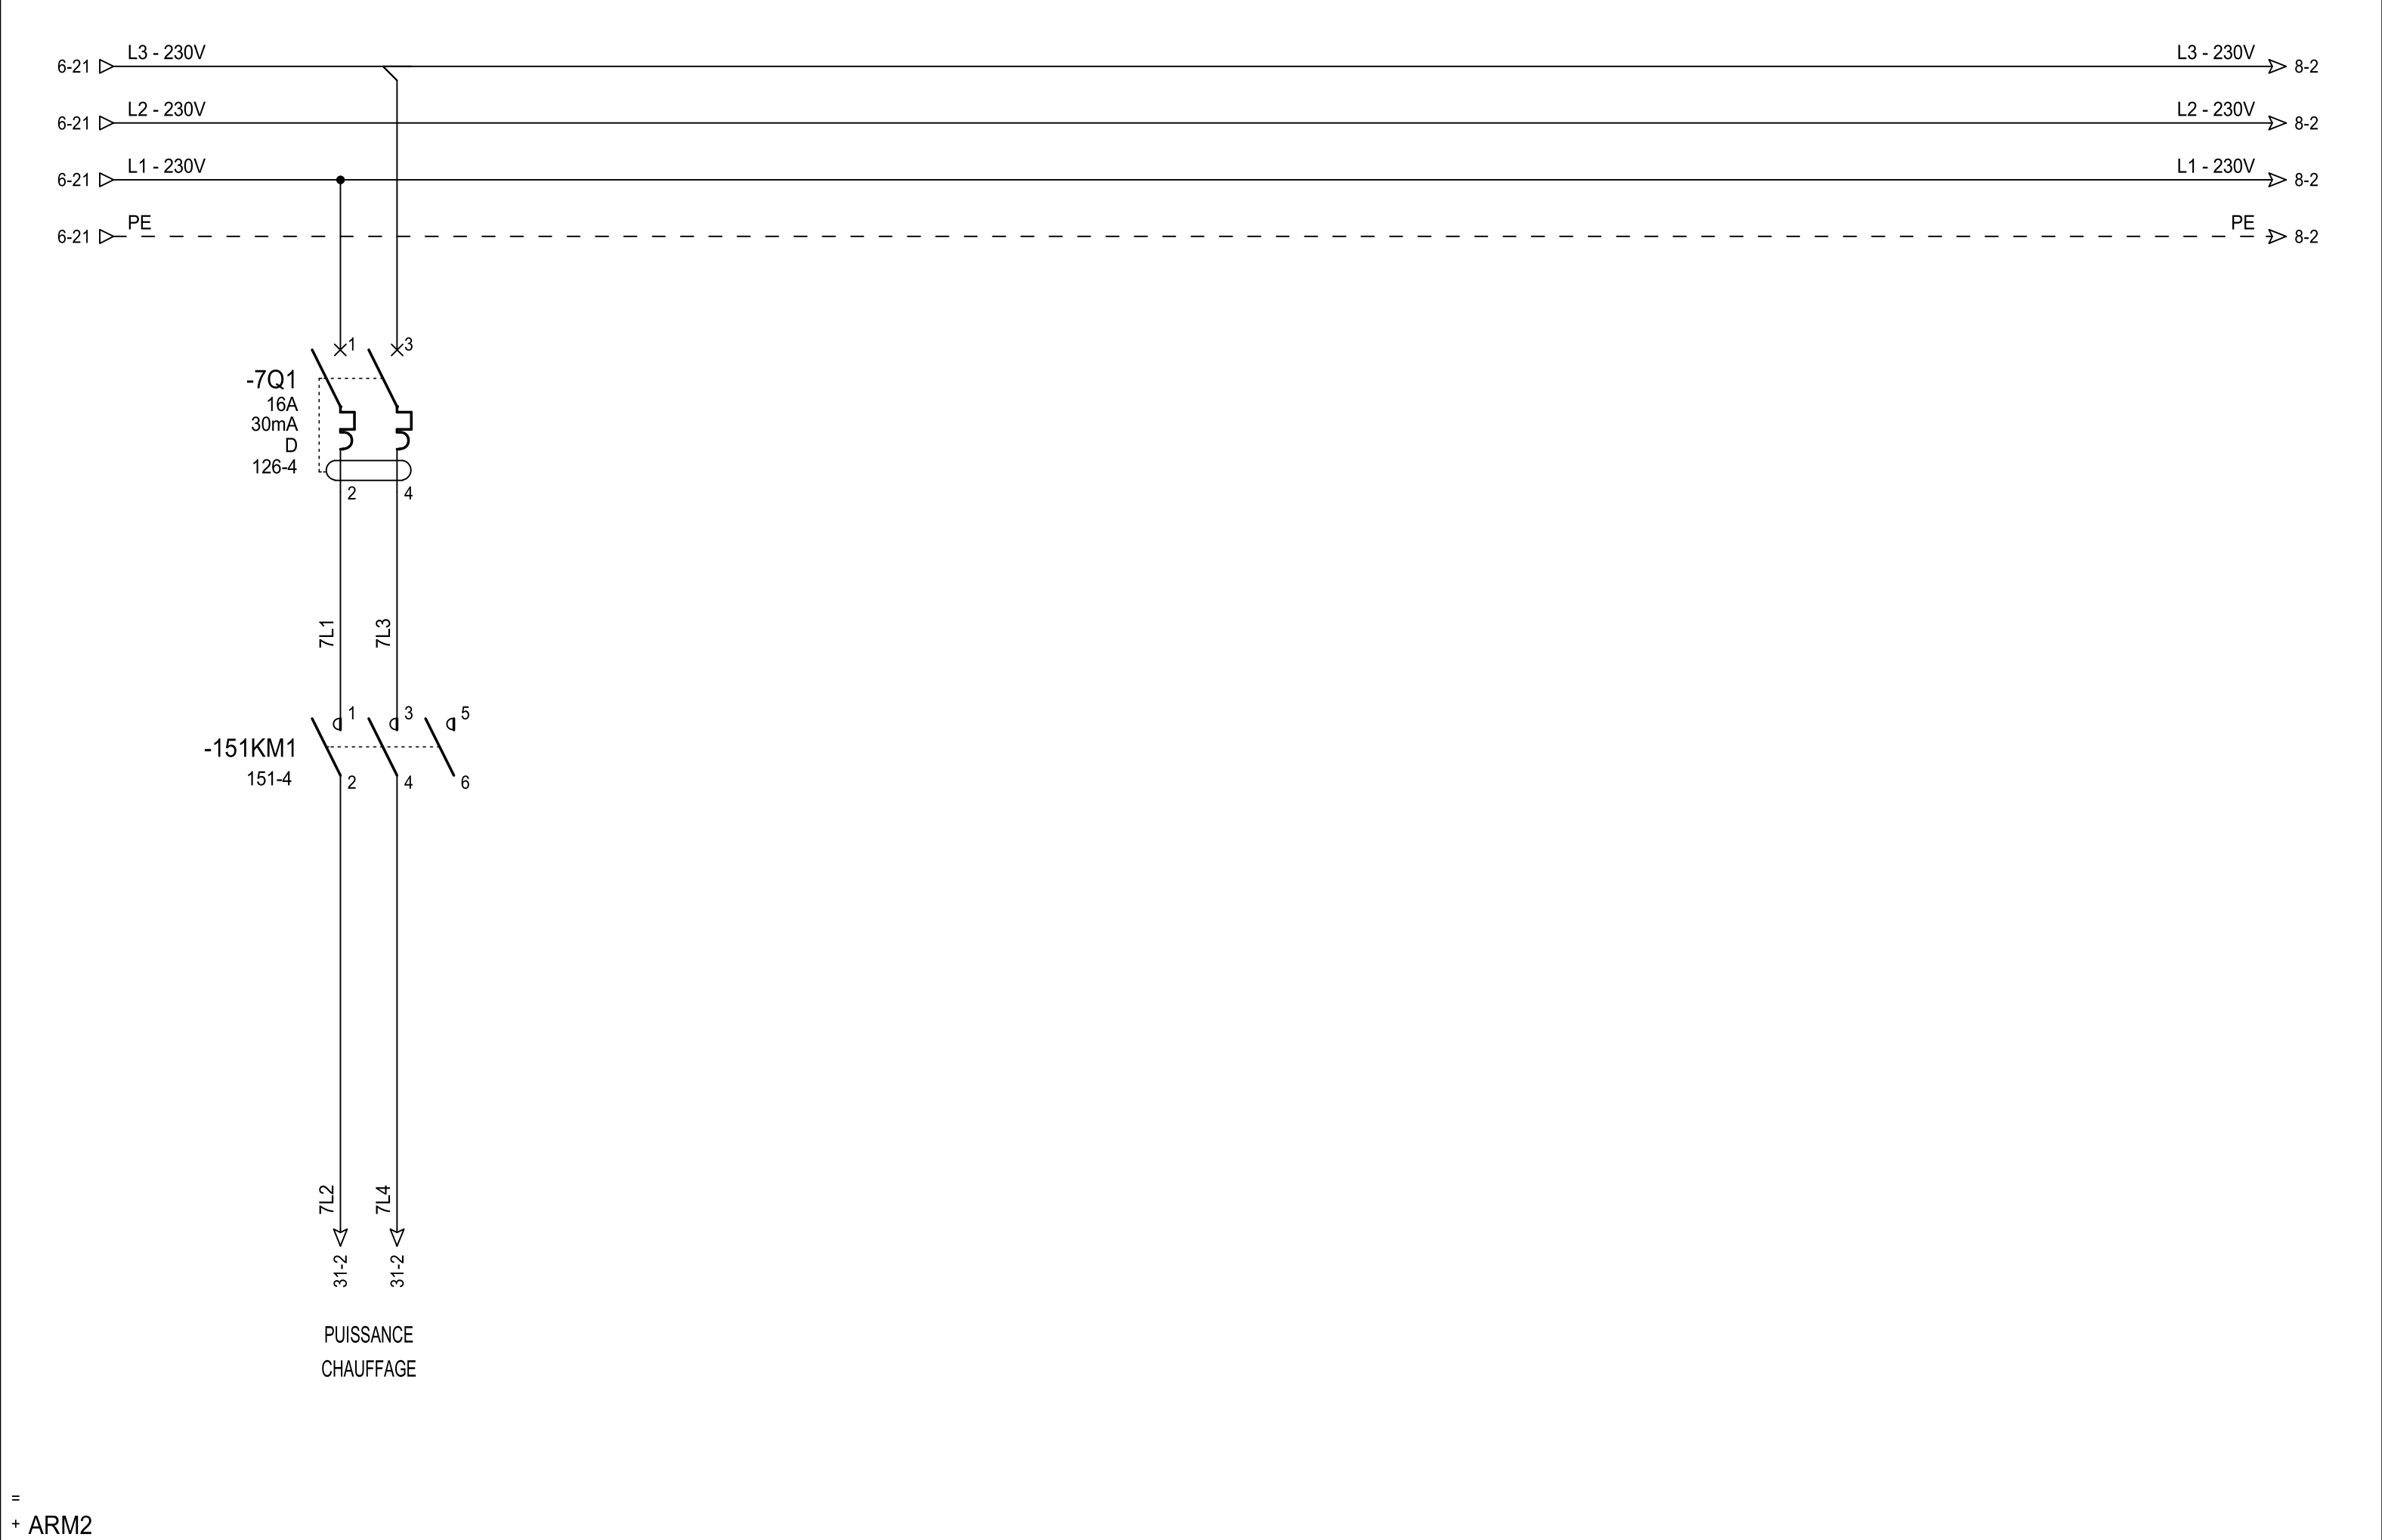 L3 - 230V L3 - 230V
6-21 8-2
L2 - 230V L2 - 230V
6-21 8-2
L1 - 230V L1 - 230V
6-21 8-2
PE PE
6-21 8-2
1 3
-7Q1
16A
30mA
D
126-4
2 4
7L1 7L3
1 3 5
-151KM1
151-4
2 4 6
7L2 7L4
31-2 31-2
PUISSANCE
CHAUFFAGE
=
+ ARM2